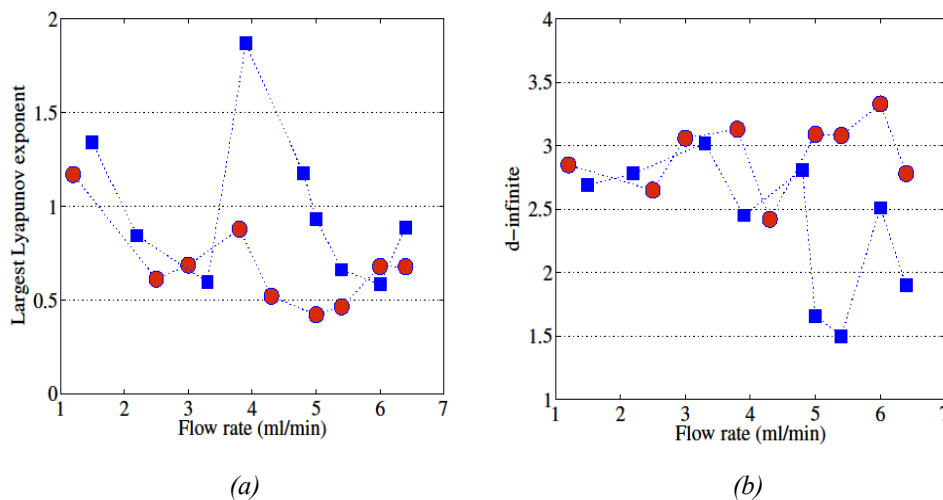 2
1.5
1
0.5
0
Largest Lyapunov exponent
1 2 3 4 5 6 7
Flow rate (ml/min)
(a)
4
3.5
3
2.5
2
1.5
1
d-infinite
1 2 3 4 5 6 7
Flow rate (ml/min)
(b)